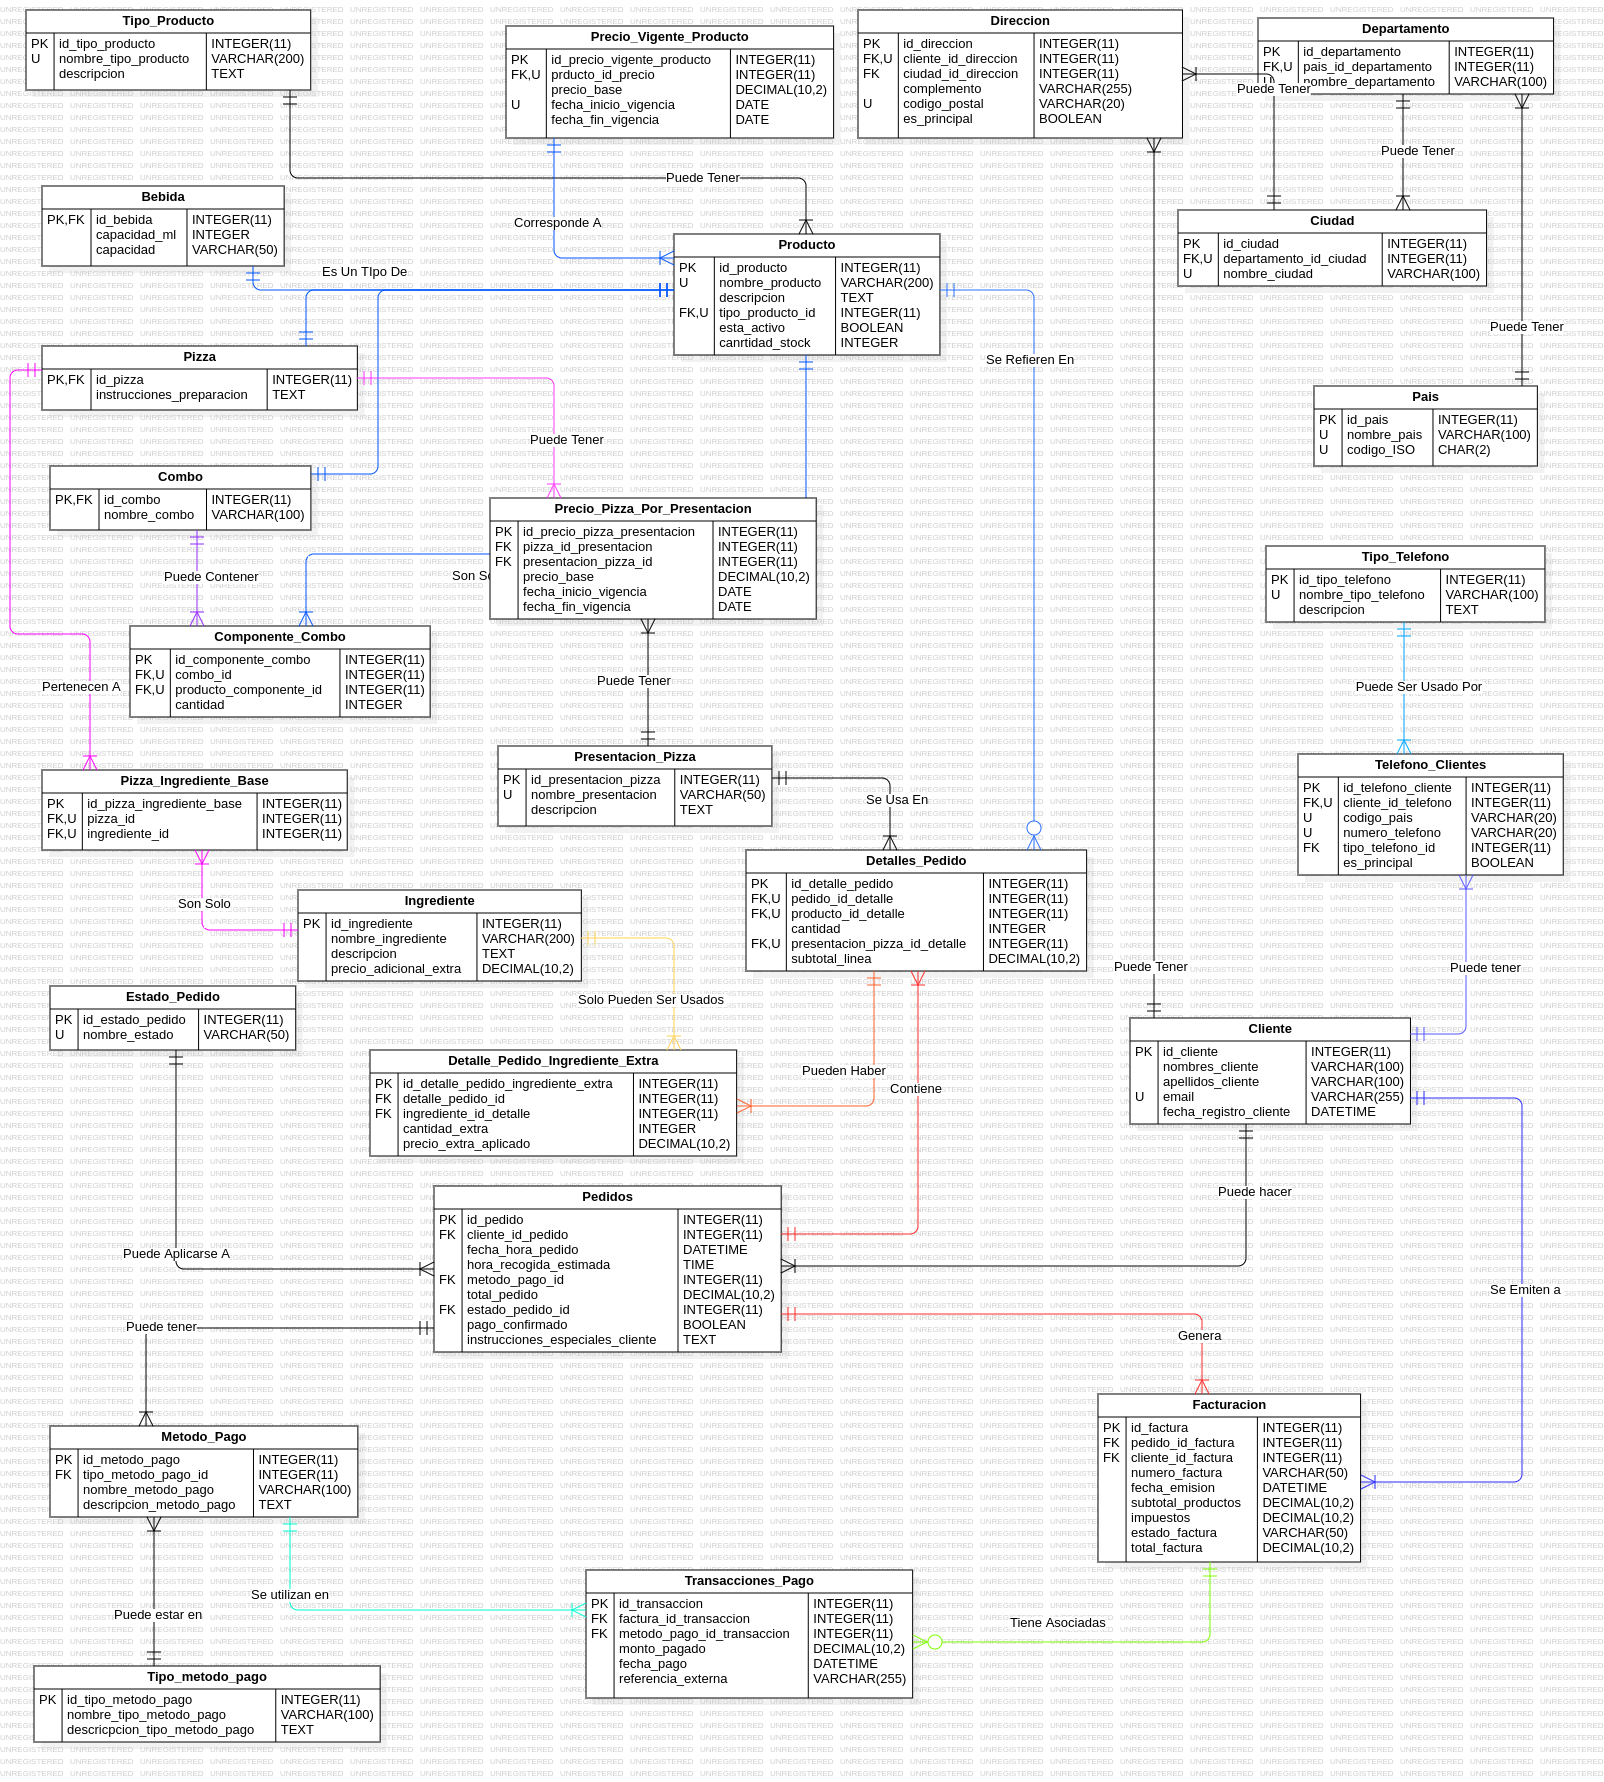 Tipo_Producto
PK id_tipo_producto INTEGER(11)
U nombre_tipo_producto VARCHAR(200)
descripcion TEXT
Precio_Vigente_Producto
PK id_precio_vigente_producto INTEGER(11)
FK,U prducto_id_precio INTEGER(11)
precio_base DECIMAL(10,2)
U fecha_inicio_vigencia DATE
fecha_fin_vigencia DATE
Direccion
PK id_direccion INTEGER(11)
FK,U cliente_id_direccion INTEGER(11)
FK ciudad_id_direccion INTEGER(11)
complemento VARCHAR(255)
U codigo_postal VARCHAR(20)
es_principal BOOLEAN
Departamento
PK id_departamento INTEGER(11)
FK,U pais_id_departamento INTEGER(11)
U nombre_departamento VARCHAR(100)
Puede Tener
Puede Tener
Puede Tener
Bebida
PK,FK id_bebida INTEGER(11)
capacidad_ml INTEGER
capacidad VARCHAR(50)
Corresponde A
Ciudad
PK id_ciudad INTEGER(11)
FK,U departamento_id_ciudad INTEGER(11)
U nombre_ciudad VARCHAR(100)
Producto
PK id_producto INTEGER(11)
U nombre_producto VARCHAR(200)
descripcion TEXT
FK,U tipo_producto_id INTEGER(11)
esta_activo BOOLEAN
canrtidad_stock INTEGER
Es Un TIpo De
Puede Tener
Se Refieren En
Pizza
PK,FK id_pizza INTEGER(11)
instrucciones_preparacion TEXT
Pais
PK id_pais INTEGER(11)
U nombre_pais VARCHAR(100)
U codigo_ISO CHAR(2)
Puede Tener
Combo
PK,FK id_combo INTEGER(11)
nombre_combo VARCHAR(100)
Precio_Pizza_Por_Presentacion
PK id_precio_pizza_presentacion INTEGER(11)
FK pizza_id_presentacion INTEGER(11)
FK presentacion_pizza_id INTEGER(11)
precio_base DECIMAL(10,2)
fecha_inicio_vigencia DATE
fecha_fin_vigencia DATE
Puede Contener
Son So
Tipo_Telefono
PK id_tipo_telefono INTEGER(11)
U nombre_tipo_telefono VARCHAR(100)
descripcion TEXT
Componente_Combo
PK id_componente_combo INTEGER(11)
FK,U combo_id INTEGER(11)
FK,U producto_componente_id INTEGER(11)
cantidad INTEGER
Pertenecen A
Puede Tener
Puede Ser Usado Por
Presentacion_Pizza
PK id_presentacion_pizza INTEGER(11)
U nombre_presentacion VARCHAR(50)
descripcion TEXT
Telefono_Clientes
PK id_telefono_cliente INTEGER(11)
FK,U cliente_id_telefono INTEGER(11)
U codigo_pais VARCHAR(20)
U numero_telefono VARCHAR(20)
FK tipo_telefono_id INTEGER(11)
es_principal BOOLEAN
Pizza_Ingrediente_Base
PK id_pizza_ingrediente_base INTEGER(11)
FK,U pizza_id INTEGER(11)
FK,U ingrediente_id INTEGER(11)
Se Usa En
Detalles_Pedido
PK id_detalle_pedido INTEGER(11)
FK,U pedido_id_detalle INTEGER(11)
FK,U producto_id_detalle INTEGER(11)
cantidad INTEGER
FK,U presentacion_pizza_id_detalle INTEGER(11)
subtotal_linea DECIMAL(10,2)
Son Solo
Ingrediente
PK id_ingrediente INTEGER(11)
nombre_ingrediente VARCHAR(200)
descripcion TEXT
precio_adicional_extra DECIMAL(10,2)
Puede Tener
Puede tener
Estado_Pedido
PK id_estado_pedido INTEGER(11)
U nombre_estado VARCHAR(50)
Solo Pueden Ser Usados
Cliente
PK id_cliente INTEGER(11)
nombres_cliente VARCHAR(100)
apellidos_cliente VARCHAR(100)
U email VARCHAR(255)
fecha_registro_cliente DATETIME
Detalle_Pedido_Ingrediente_Extra
PK id_detalle_pedido_ingrediente_extra INTEGER(11)
FK detalle_pedido_id INTEGER(11)
FK ingrediente_id_detalle INTEGER(11)
cantidad_extra INTEGER
precio_extra_aplicado DECIMAL(10,2)
Pueden Haber
Contiene
Puede hacer
Pedidos
PK id_pedido INTEGER(11)
FK cliente_id_pedido INTEGER(11)
fecha_hora_pedido DATETIME
hora_recogida_estimada TIME
FK metodo_pago_id INTEGER(11)
total_pedido DECIMAL(10,2)
FK estado_pedido_id INTEGER(11)
pago_confirmado BOOLEAN
instrucciones_especiales_cliente TEXT
Puede Aplicarse A
Se Emiten a
Puede tener
Genera
Facturacion
PK id_factura INTEGER(11)
FK pedido_id_factura INTEGER(11)
FK cliente_id_factura INTEGER(11)
numero_factura VARCHAR(50)
fecha_emision DATETIME
subtotal_productos DECIMAL(10,2)
impuestos DECIMAL(10,2)
estado_factura VARCHAR(50)
total_factura DECIMAL(10,2)
Metodo_Pago
PK id_metodo_pago INTEGER(11)
FK tipo_metodo_pago_id INTEGER(11)
nombre_metodo_pago VARCHAR(100)
descripcion_metodo_pago TEXT
Se utilizan en
Puede estar en
Transacciones_Pago
PK id_transaccion INTEGER(11)
FK factura_id_transaccion INTEGER(11)
FK metodo_pago_id_transaccion INTEGER(11)
monto_pagado DECIMAL(10,2)
fecha_pago DATETIME
referencia_externa VARCHAR(255)
Tiene Asociadas
Tipo_metodo_pago
PK id_tipo_metodo_pago INTEGER(11)
nombre_tipo_metodo_pago VARCHAR(100)
descricpcion_tipo_metodo_pago TEXT